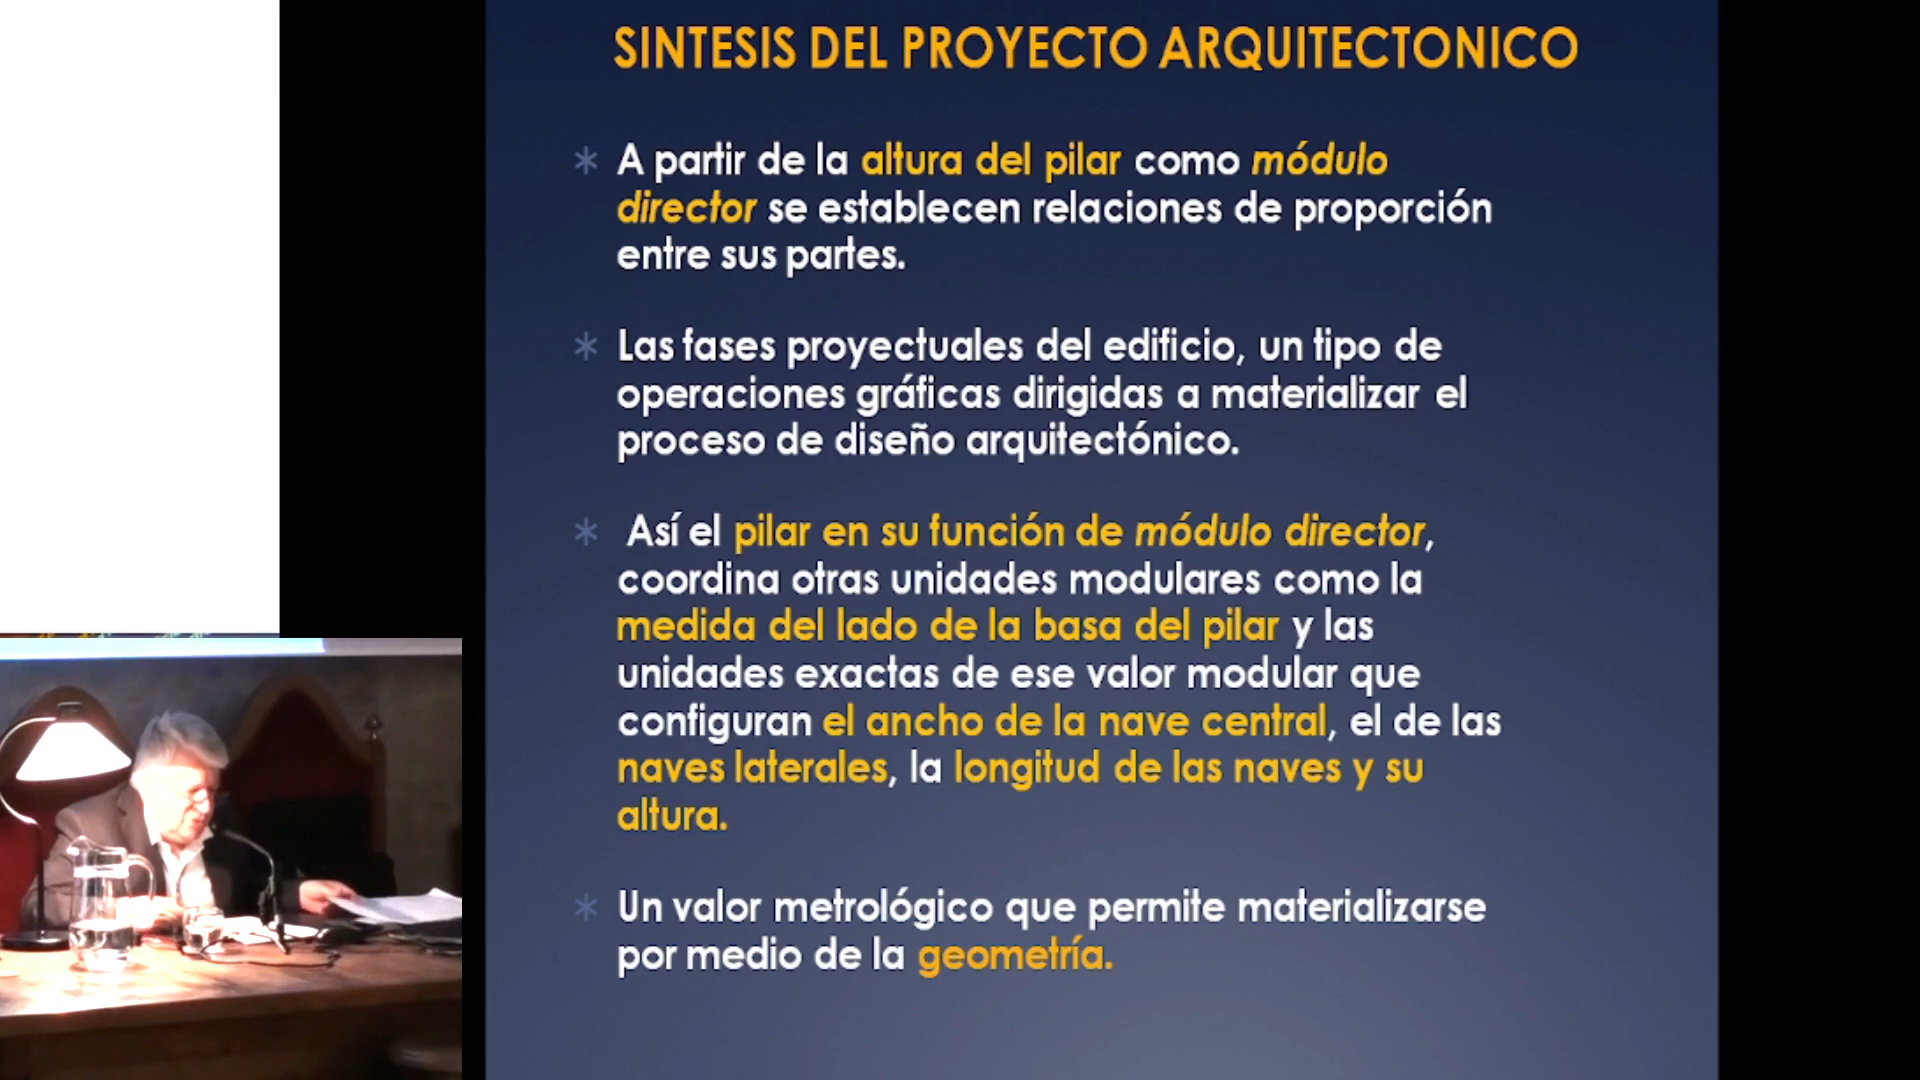 SINTESIS DEL PROYECTO ARQUITECTONICO
* A partir de la altura del pilar como módulo
director se establecen relaciones de proporción
entre sus partes.
* Las fases proyectuales del edificio, un tipo de
operaciones gráficas dirigidas a materializar el
proceso de diseño arquitectónico.
* Así el pilar en su función de módulo director,
coordina otras unidades modulares como la
medida del lado de la basa del pilar y las
unidades exactas de ese valor modular que
configuran el ancho de la nave central, el de las
naves laterales, la longitud de las naves y su
altura.
* Un valor metrológico que permite materializarse
por medio de la geometría.